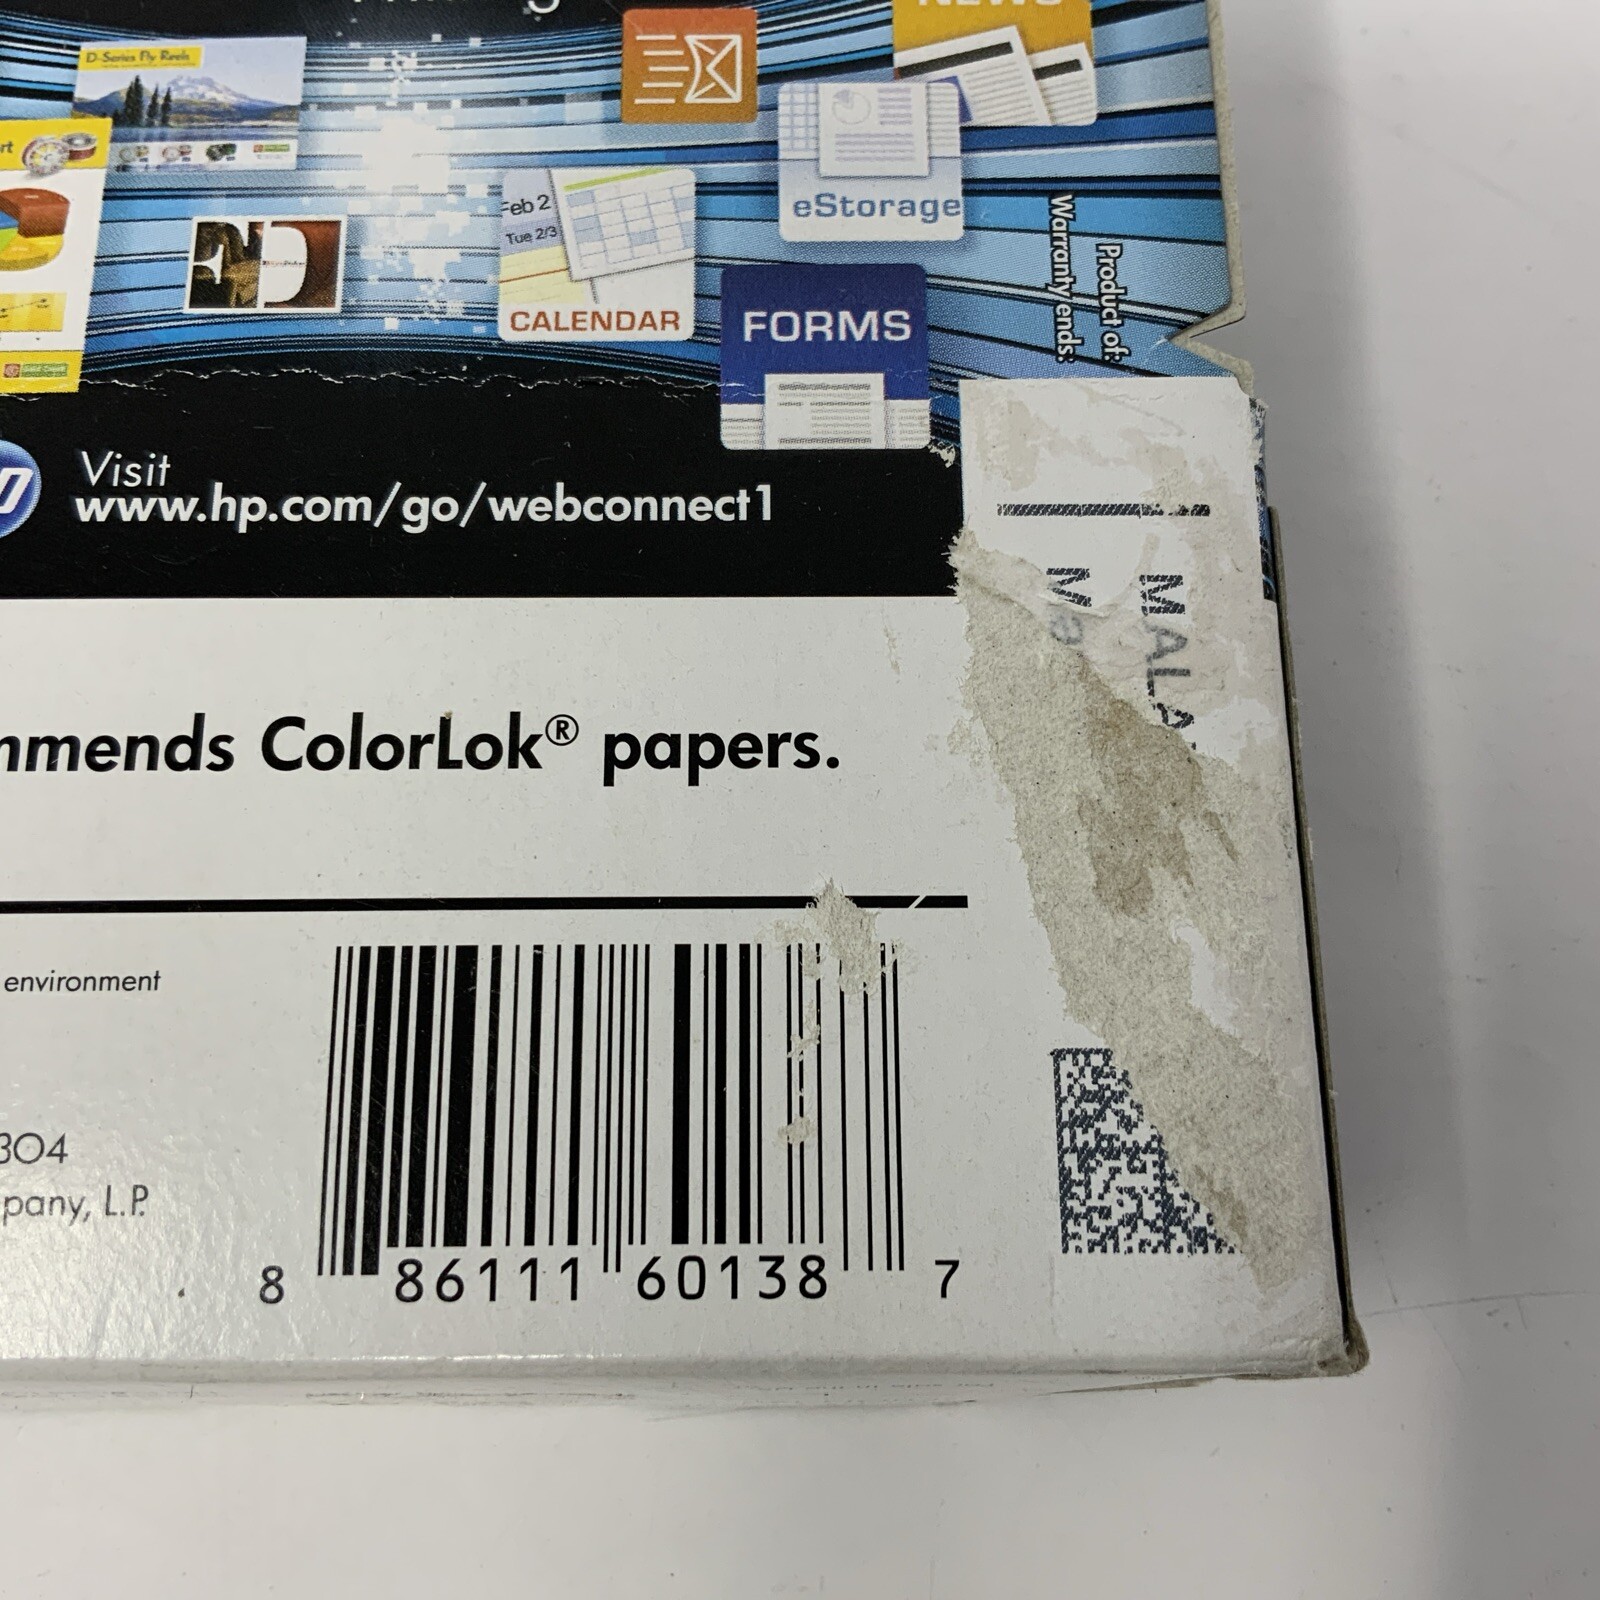 NEWS
D-Series Fly Reels
eStorage
Feb 2
Tue 2/3
CALENDAR
FORMS
Product of:
Warranty ends:
Visit
www.hp.com/go/webconnect1
mmends ColorLok® papers.
environment
304
pany, L.P.
8 86111 60138 7